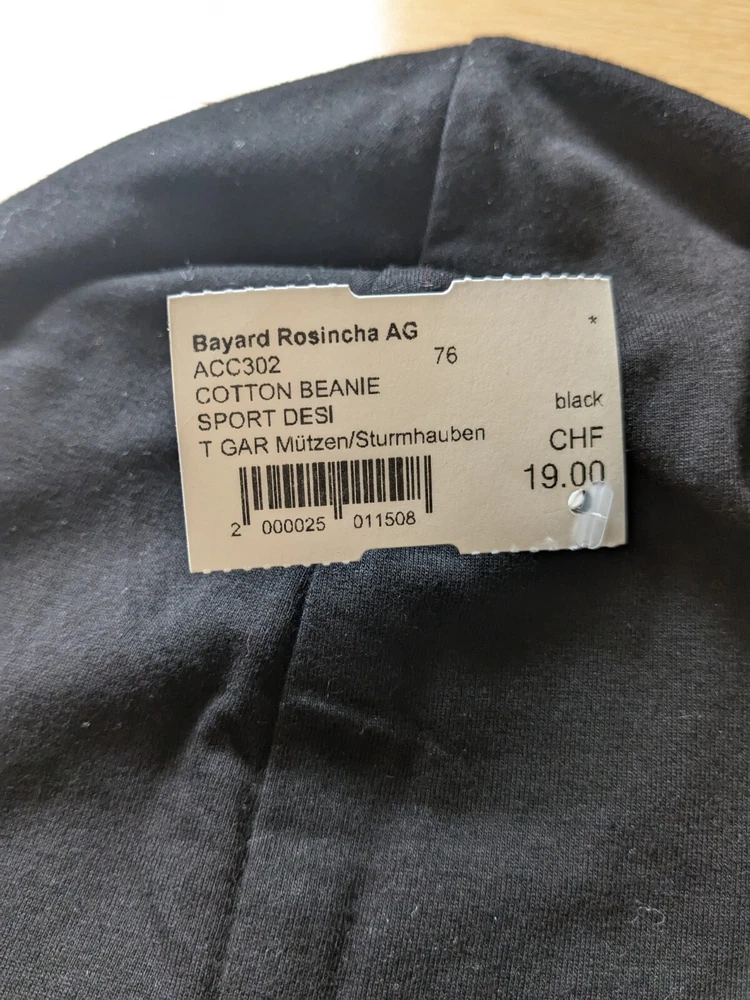 Bayard Rosincha AG *
ACC302 76
COTTON BEANIE
SPORT DESI black
T GAR Mützen/Sturmhauben CHF
19.00
2 000025 011508